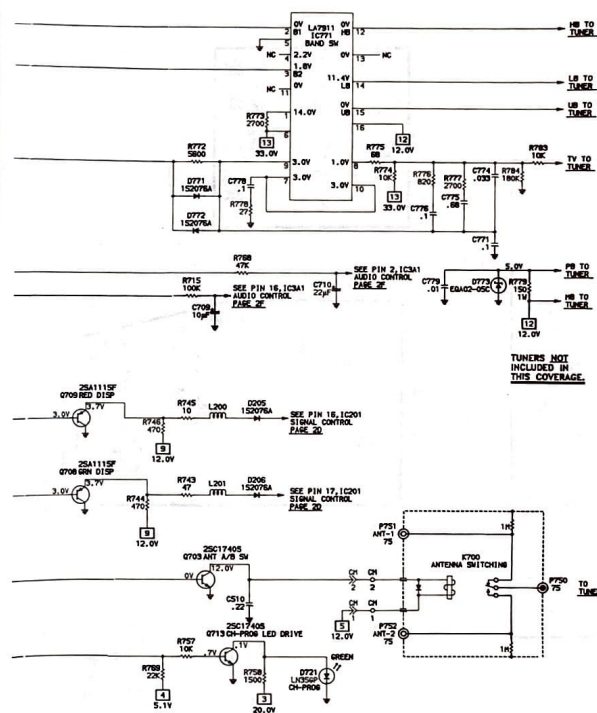 LA7911
IC771
BAND SW
0V
B1
2
5
2.2V
NC
4
1.8V
3
B2
0V
NC
11
14.0V
1
6
R773
2700
13
33.0V
0V
HB
12
HB TO
TUNER
0V
NC
13
11.4V
LB
14
LB TO
TUNER
0V
UB
15
UB TO
TUNER
16
12
12.0V
R772
5600
3.0V
9
D771
1S2076A
C778
.1
3.0V
7
R778
27
D772
1S2076A
1.0V
8
3.0V
10
R775
68
R774
10K
13
33.0V
R776
820
R777
2700
C774
.033
C775
.68
C776
.1
C771
.1
R784
180K
R783
10K
TV TO
TUNER
R768
47K
SEE PIN 2,IC3A1
AUDIO CONTROL
PAGE 2F
C710
22µF
R715
100K
SEE PIN 16,IC3A1
AUDIO CONTROL
PAGE 2F
C709
10µF
5.0V
PB TO
TUNER
C779
.01
D773
EQA02-05C
R779
150
1W
MB TO
TUNER
12
12.0V
TUNERS NOT
INCLUDED IN
THIS COVERAGE.
2SA1115F
Q709 RED DISP
3.7V
3.0V
R745
10
L200
D205
1S2076A
SEE PIN 16,IC201
SIGNAL CONTROL
PAGE 2D
R746
470
9
12.0V
2SA1115F
Q708 GRN DISP
3.7V
3.0V
R743
47
L201
D206
1S2076A
SEE PIN 17,IC201
SIGNAL CONTROL
PAGE 2D
R744
470
9
12.0V
2SC1740S
Q703 ANT A/B SW
12.0V
0V
CS10
.22
CM
2
CM
2
CM
1
CM
1
5
12.0V
P751
ANT-1
75
K700
ANTENNA SWITCHING
1M
P750
75
TO
TUNE
P752
ANT-2
75
1M
2SC1740S
Q713 CH-PROG LED DRIVE
R757
10K
.7V
.1V
R769
22K
4
5.1V
R758
1500
3
20.0V
GREEN
D721
LN356P
CH-PROG